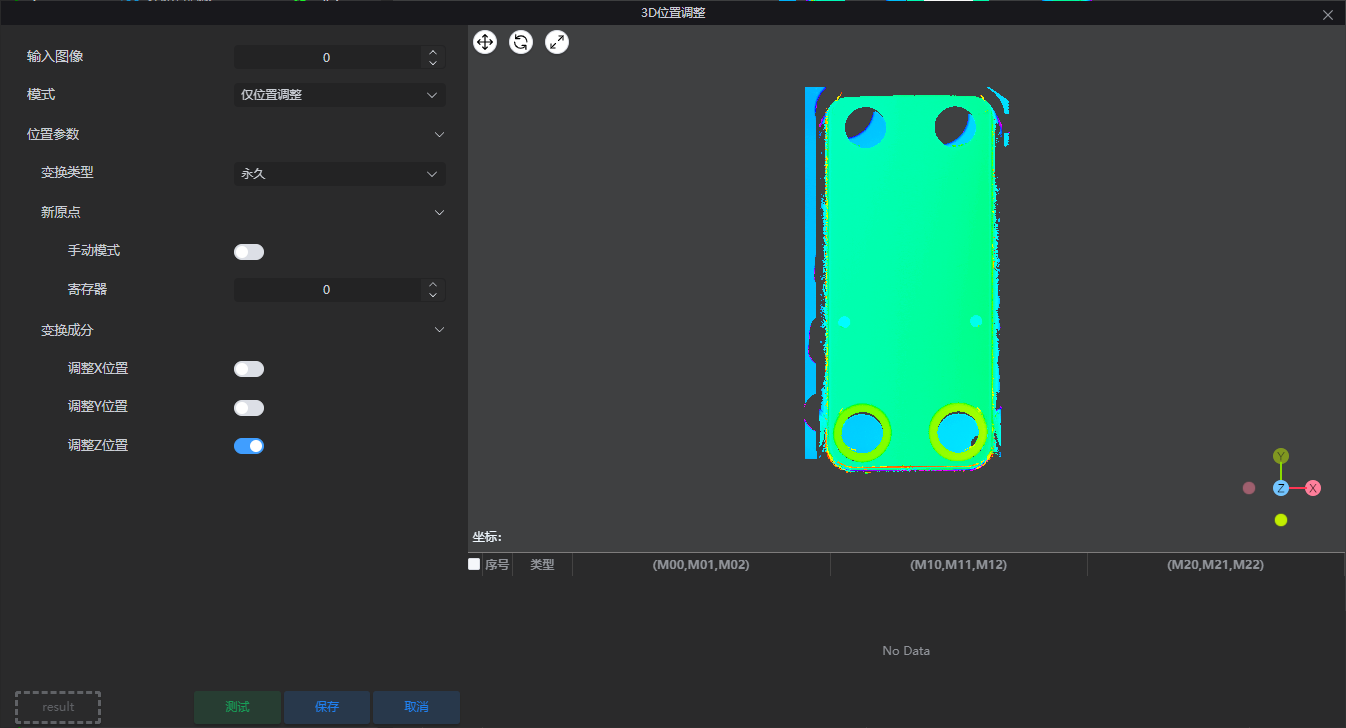 3D位置调整
输入图像 0
模式 仅位置调整
位置参数
变换类型 永久
新原点
手动模式
寄存器 0
变换成分
调整X位置
调整Y位置
调整Z位置
Y
Z X
坐标:
序号 类型 (M00,M01,M02) (M10,M11,M12) (M20,M21,M22)
No Data
result 测试 保存 取消